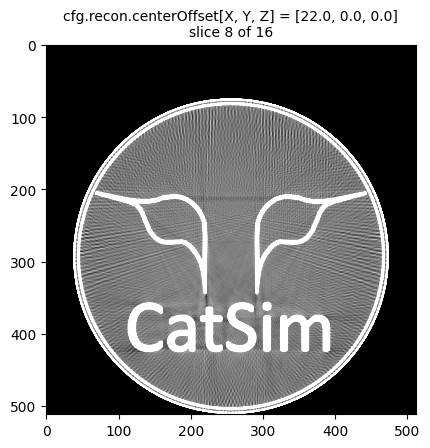 cfg.recon.centerOffset[X, Y, Z] = [22.0, 0.0, 0.0]
slice 8 of 16
0
100
200
300
400
500
CatSim
0 100 200 300 400 500